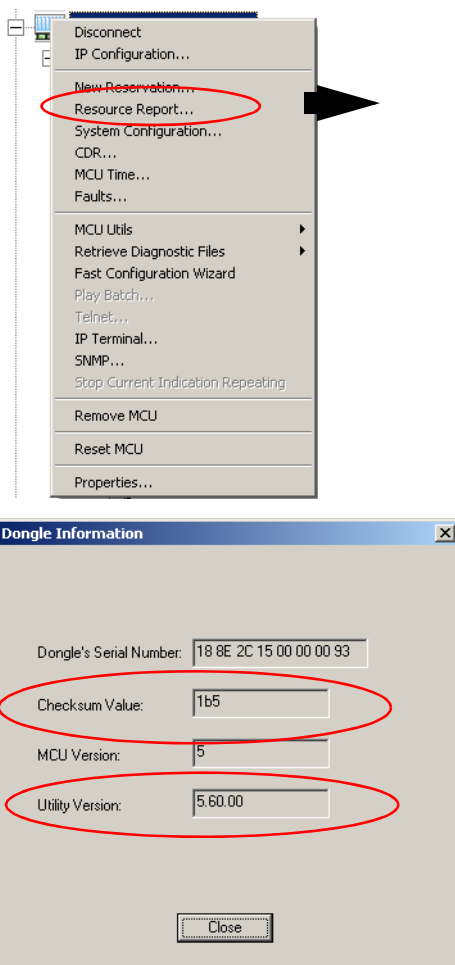 Disconnect
IP Configuration...
New Reservation...
Resource Report...
System Configuration...
CDR...
MCU Time...
Faults...
MCU Utils
Retrieve Diagnostic Files
Fast Configuration Wizard
Play Batch...
Telnet...
IP Terminal...
SNMP...
Stop Current Indication Repeating
Remove MCU
Reset MCU
Properties...
Dongle Information
Dongle's Serial Number: 18 8E 2C 15 00 00 00 93
Checksum Value: 1b5
MCU Version: 5
Utility Version: 5.60.00
Close